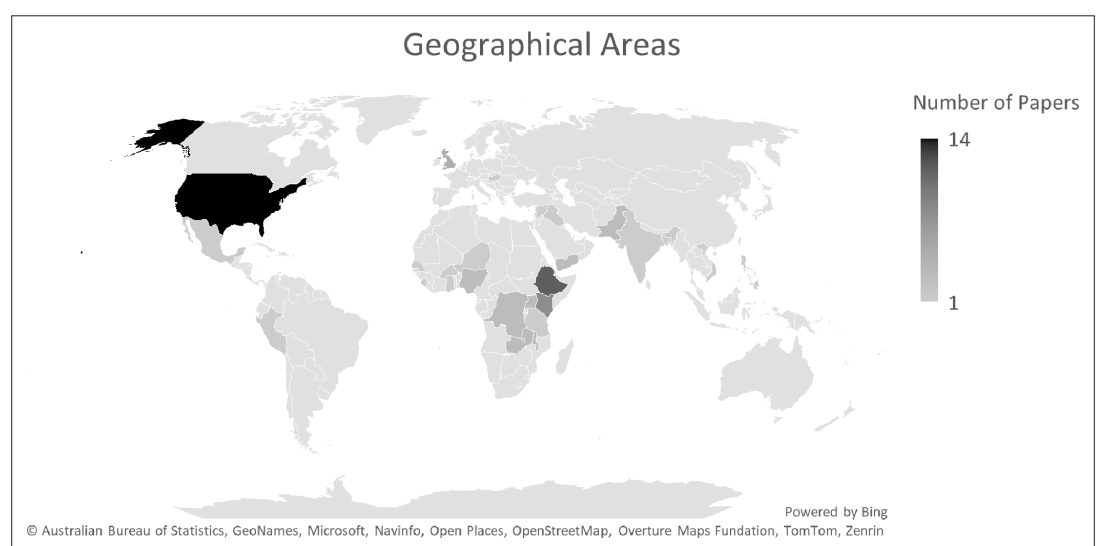 Geographical Areas
Number of Papers
14
1
Powered by Bing
© Australian Bureau of Statistics, GeoNames, Microsoft, Navinfo, Open Places, OpenStreetMap, Overture Maps Fundation, TomTom, Zenrin